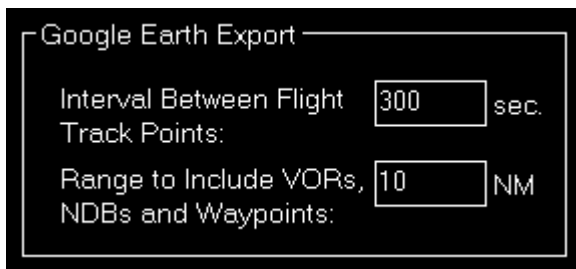 Google Earth Export
Interval Between Flight
Track Points:
300 sec.
Range to Include VORs,
NDBs and Waypoints:
10 NM